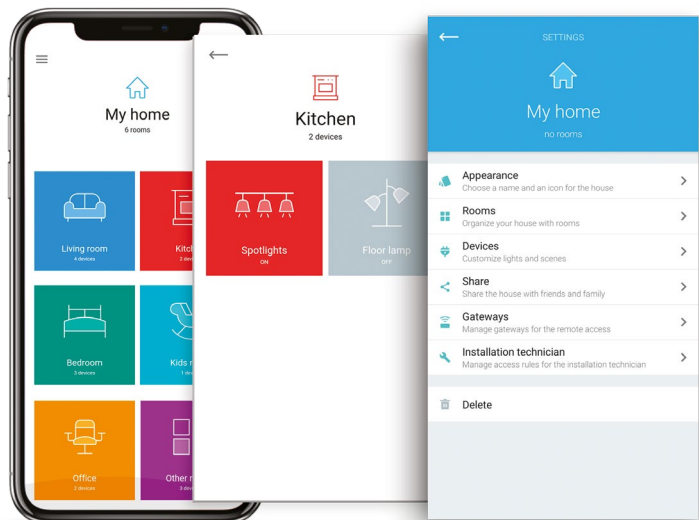 My home
6 rooms
Living room
4 devices
Bedroom
3 devices
Kids
Office
2 devices
Other
Kitchen
2 devices
Spotlights
ON
Floor lamp
OFF
SETTINGS
My home
no rooms
Appearance
Choose a name and an icon for the house
Rooms
Organize your house with rooms
Devices
Customize lights and scenes
Share
Share the house with friends and family
Gateways
Manage gateways for the remote access
Installation technician
Manage access rules for the installation technician
Delete